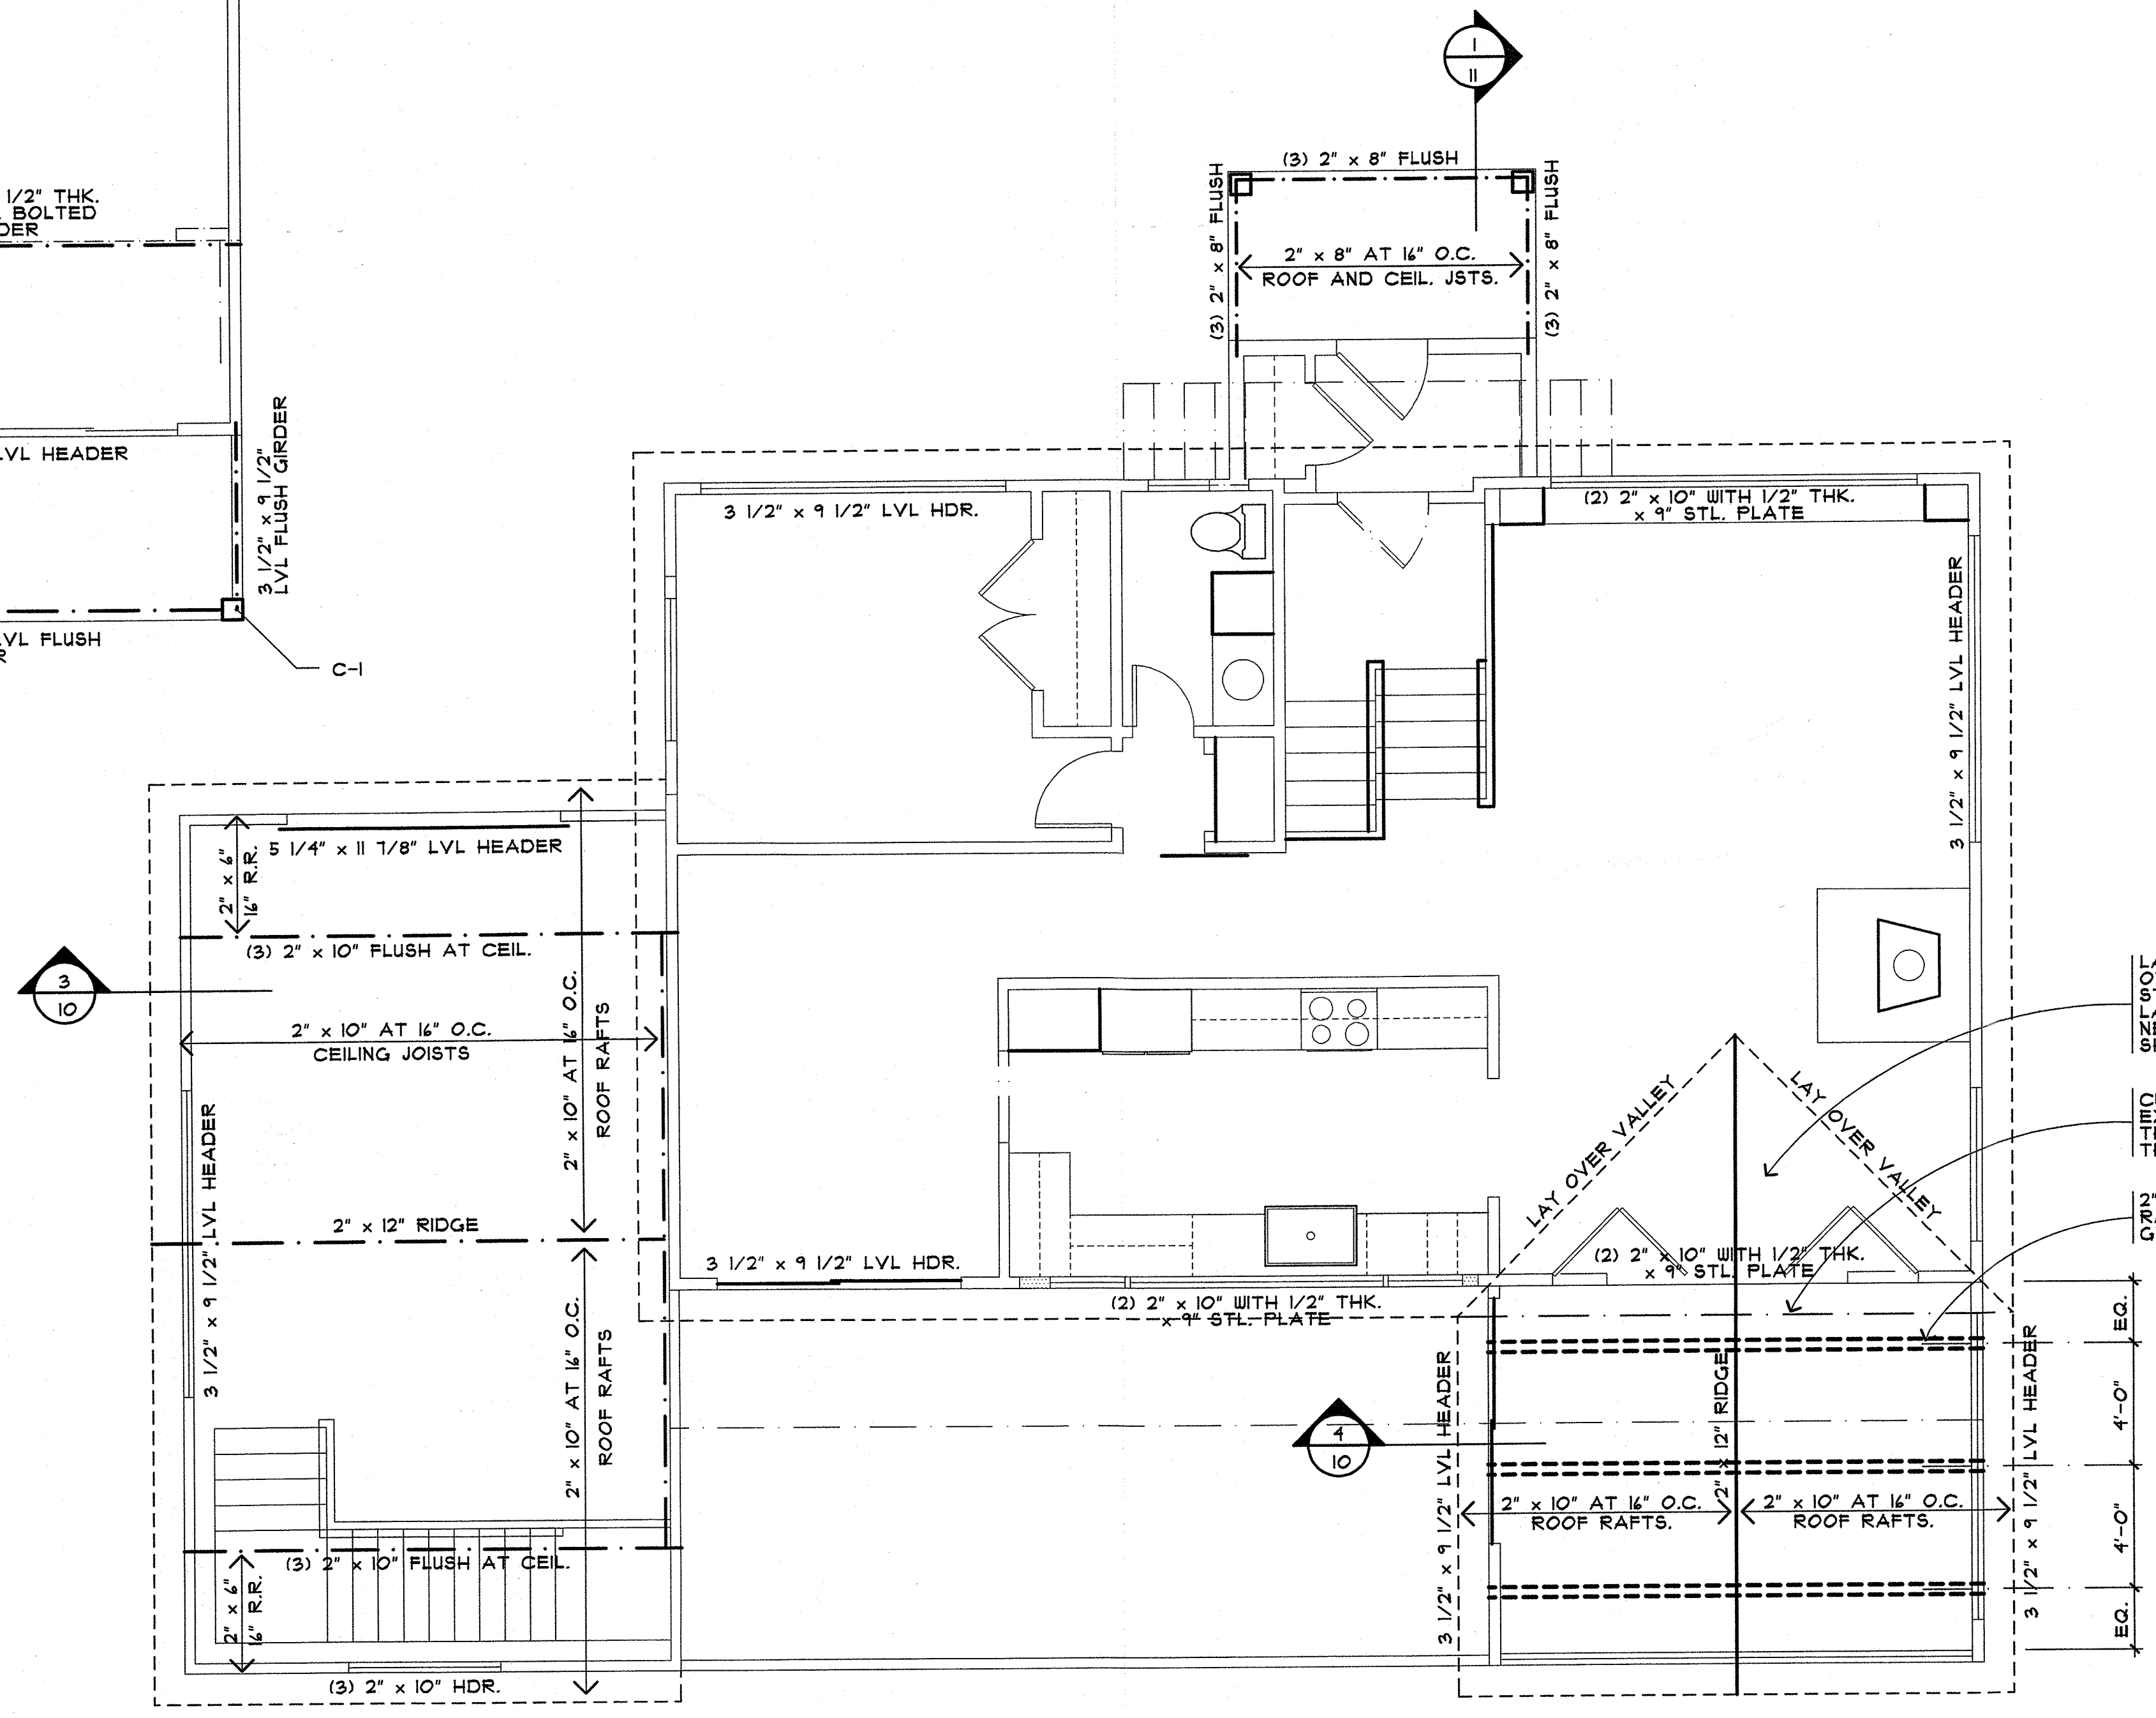 1
11
(3) 2" x 8" FLUSH
(3) 2" x 8" FLUSH
(3) 2" x 8" FLUSH
2" x 8" AT 16" O.C.
ROOF AND CEIL. JSTS.
1/2" THK.
BOLTED
LVL HEADER
3 1/2" x 9 1/2"
LVL FLUSH GIRDER
LVL FLUSH
C-1
3 1/2" x 9 1/2" LVL HDR.
(2) 2" x 10" WITH 1/2" THK.
x 9" STL. PLATE
3 1/2" x 9 1/2" LVL HEADER
5 1/4" x 11 7/8" LVL HEADER
2" x 6"
16" R.R.
(3) 2" x 10" FLUSH AT CEIL.
3
10
2" x 10" AT 16" O.C.
CEILING JOISTS
2" x 10" AT 16" O.C.
ROOF RAFTS
3 1/2" x 9 1/2" LVL HEADER
2" x 12" RIDGE
3 1/2" x 9 1/2" LVL HDR.
LAY OVER VALLEY
LAY OVER VALLEY
(2) 2" x 10" WITH 1/2" THK.
x 9" STL. PLATE
(2) 2" x 10" WITH 1/2" THK.
x 9" STL. PLATE
2" x 10" AT 16" O.C.
ROOF RAFTS
3 1/2" x 9 1/2" LVL HEADER
2" x 12" RIDGE
3 1/2" x 9 1/2" LVL HEADER
EQ.
4'-0"
4'-0"
EQ.
4
10
2" x 10" AT 16" O.C.
ROOF RAFTS.
2" x 10" AT 16" O.C.
ROOF RAFTS.
(3) 2" x 10" FLUSH AT CEIL.
2" x 6"
16" R.R.
(3) 2" x 10" HDR.